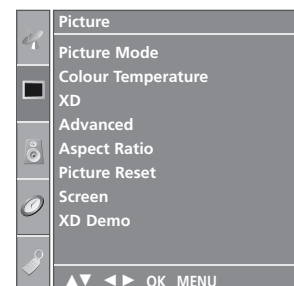 Picture
Picture Mode
Colour Temperature
XD
Advanced
Aspect Ratio
Picture Reset
Screen
XD Demo
▲▼ ◀▶ OK MENU